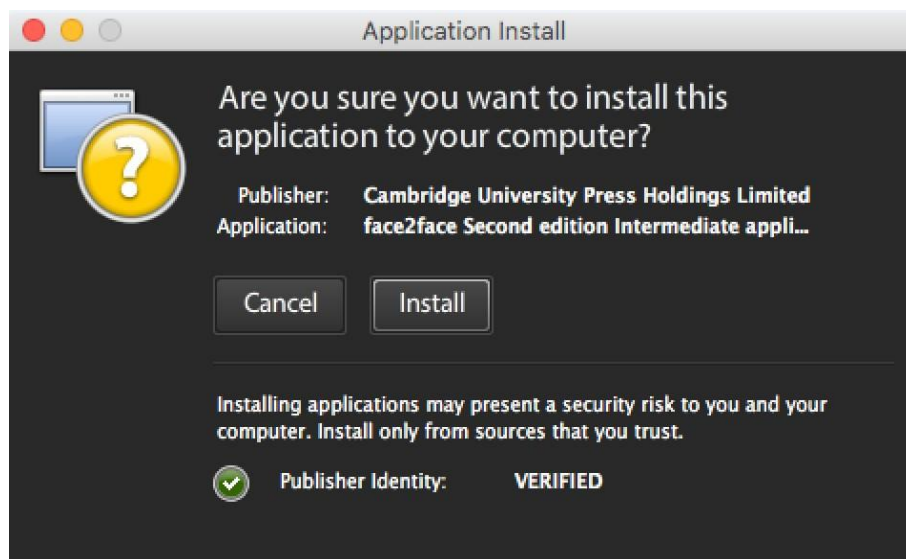 Application Install
Are you sure you want to install this
application to your computer?
Publisher: Cambridge University Press Holdings Limited
Application: face2face Second edition Intermediate appli...
Cancel Install
Installing applications may present a security risk to you and your
computer. Install only from sources that you trust.
Publisher Identity: VERIFIED